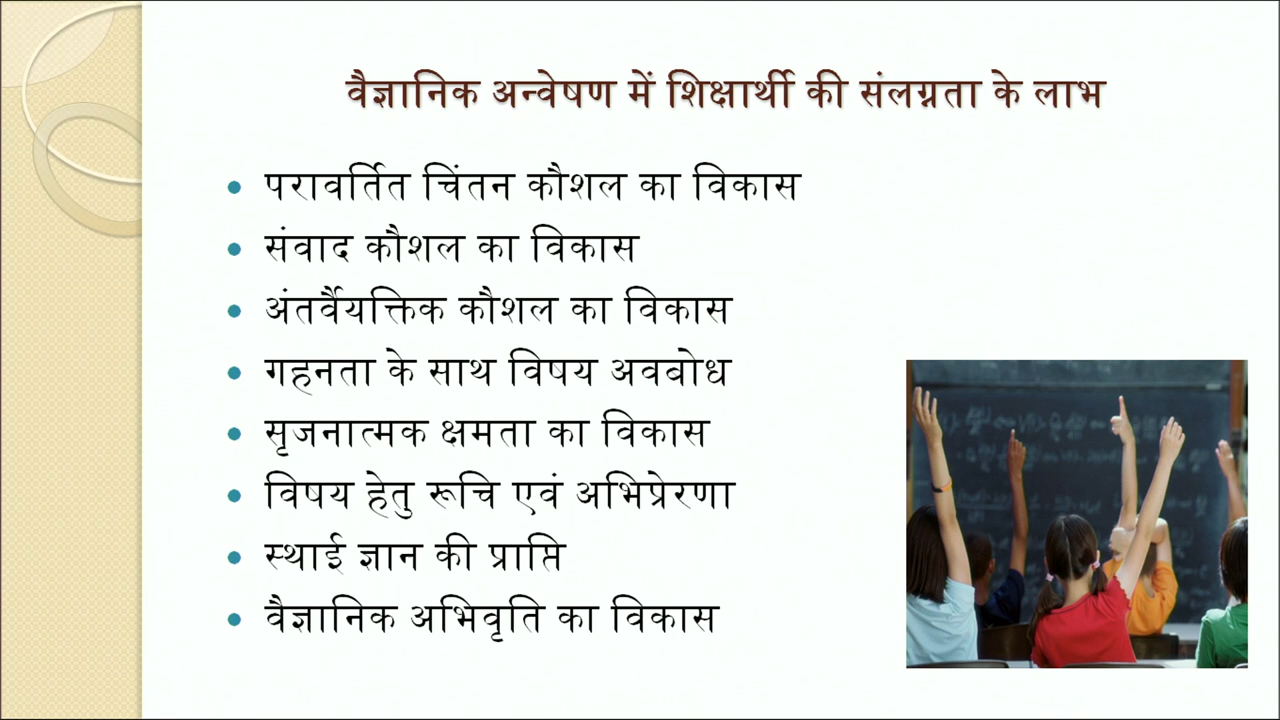 वैज्ञानिक अन्वेषण में शिक्षार्थी की संलग्नता के लाभ
• परावर्तित चिंतन कौशल का विकास
• संवाद कौशल का विकास
• अंतर्वैयक्तिक कौशल का विकास
• गहनता के साथ विषय अवबोध
• सृजनात्मक क्षमता का विकास
• विषय हेतु रूचि एवं अभिप्रेरणा
• स्थाई ज्ञान की प्राप्ति
• वैज्ञानिक अभिवृति का विकास